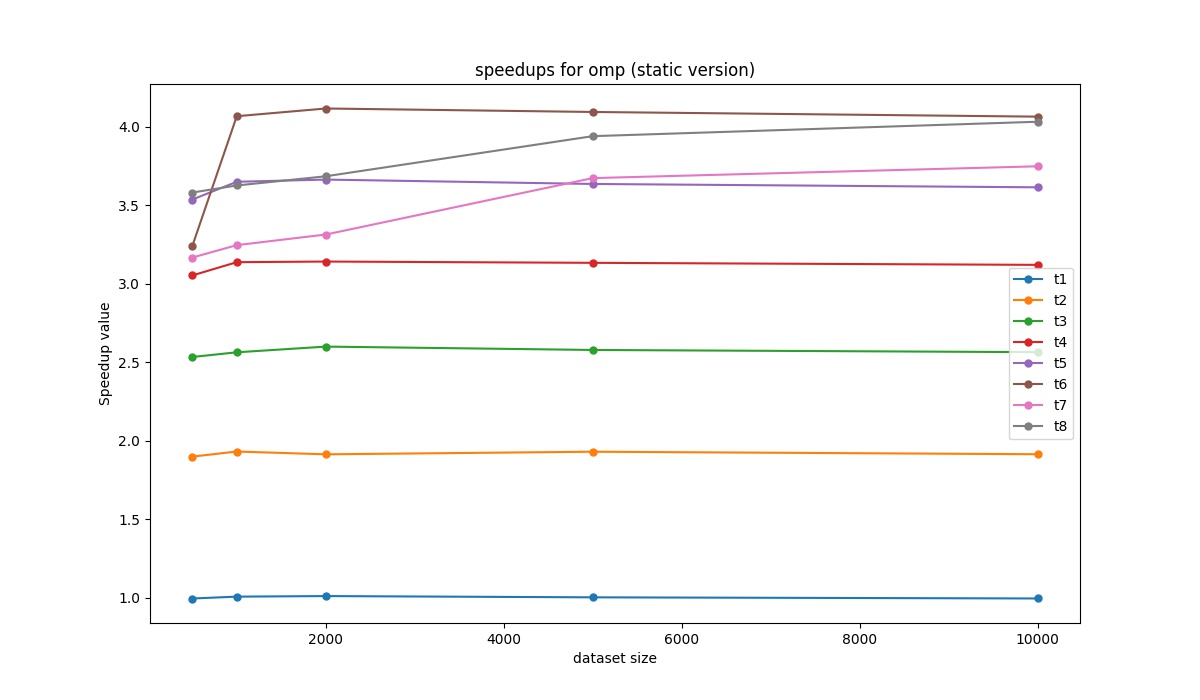 speedups for omp (static version)
Speedup value
4.0
3.5
3.0
2.5
2.0
1.5
1.0
t1
t2
t3
t4
t5
t6
t7
t8
2000
4000
6000
8000
10000
dataset size